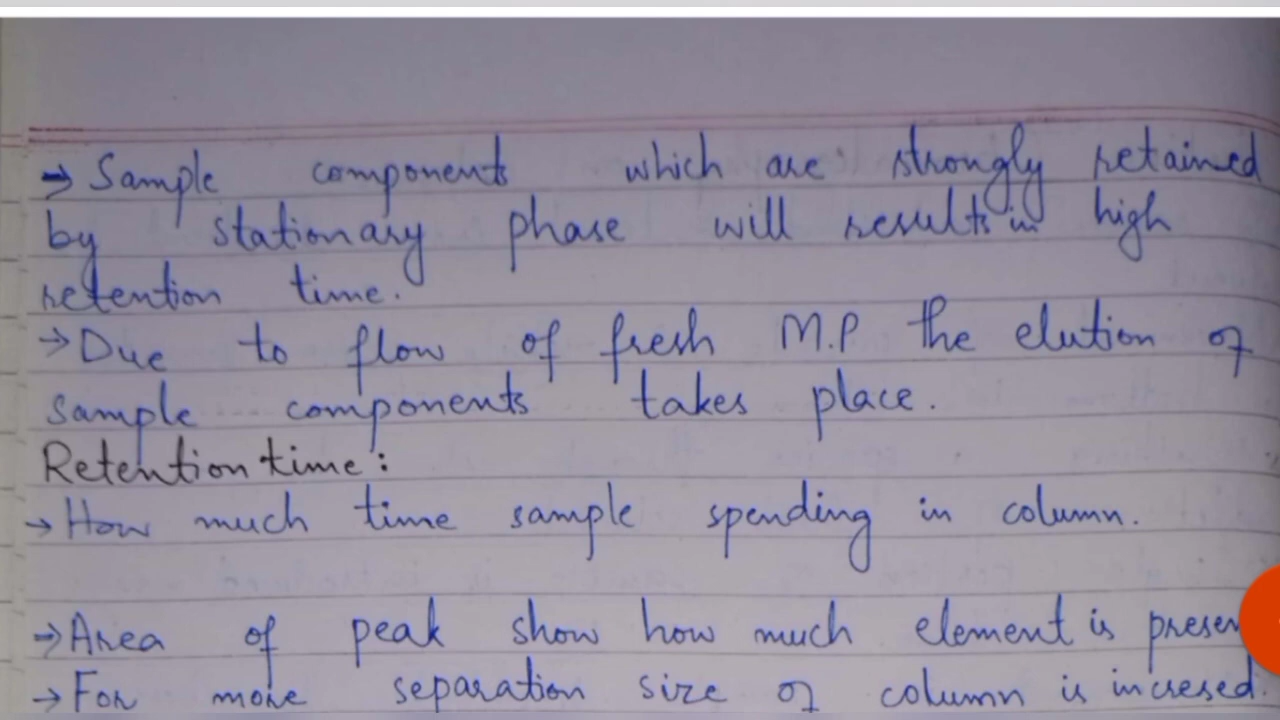 → Sample components which are strongly retained
by stationary phase will results in high
retention time.
→ Due to flow of fresh M.P the elution of
sample components takes place.
Retention time :
→ How much time sample spending in column.
→ Area of peak show how much element is presen
→ For more separation size of column is incresed.